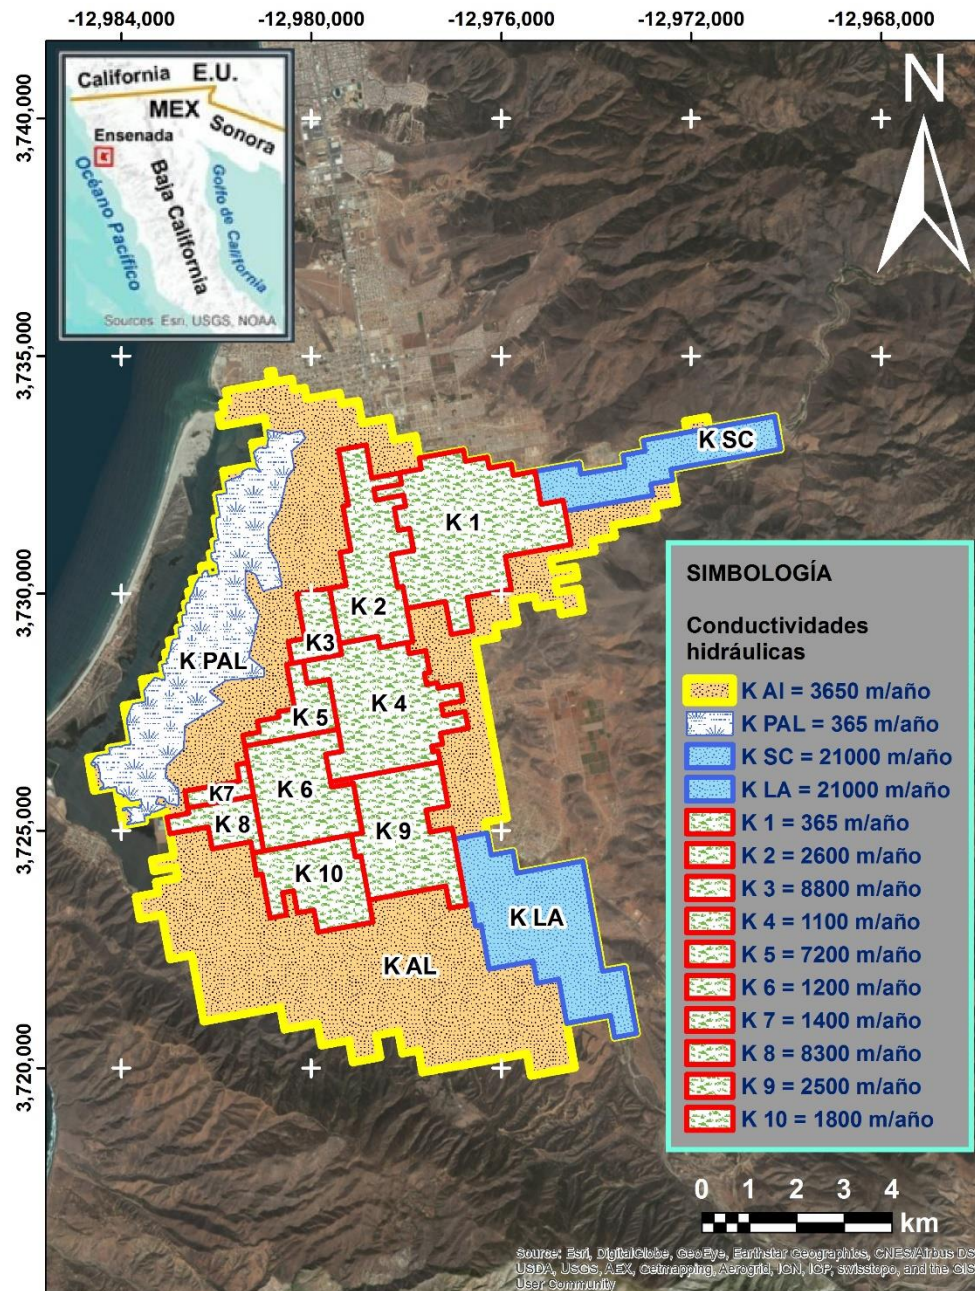 -12,984,000 -12,980,000 -12,976,000 -12,972,000 -12,968,000
3,740,000
3,735,000
3,730,000
3,725,000
3,720,000
California E.U.
MEX
Sonora
Ensenada
Océano Pacífico
Baja California
Golfo de California
Sources: Esri, USGS, NOAA
N
K SC
K 1
K 2
K3
K PAL
K 4
K 5
K 6
K7
K 8
K 9
K 10
K LA
K AL
SIMBOLOGÍA
Conductividades
hidráulicas
K Al = 3650 m/año
K PAL = 365 m/año
K SC = 21000 m/año
K LA = 21000 m/año
K 1 = 365 m/año
K 2 = 2600 m/año
K 3 = 8800 m/año
K 4 = 1100 m/año
K 5 = 7200 m/año
K 6 = 1200 m/año
K 7 = 1400 m/año
K 8 = 8300 m/año
K 9 = 2500 m/año
K 10 = 1800 m/año
0 1 2 3 4
km
Source: Esri, DigitalGlobe, GeoEye, Earthstar Geographics, CNES/Airbus DS,
USDA, USGS, AEX, Getmapping, Aerogrid, IGN, IGP, swisstopo, and the GIS
User Community